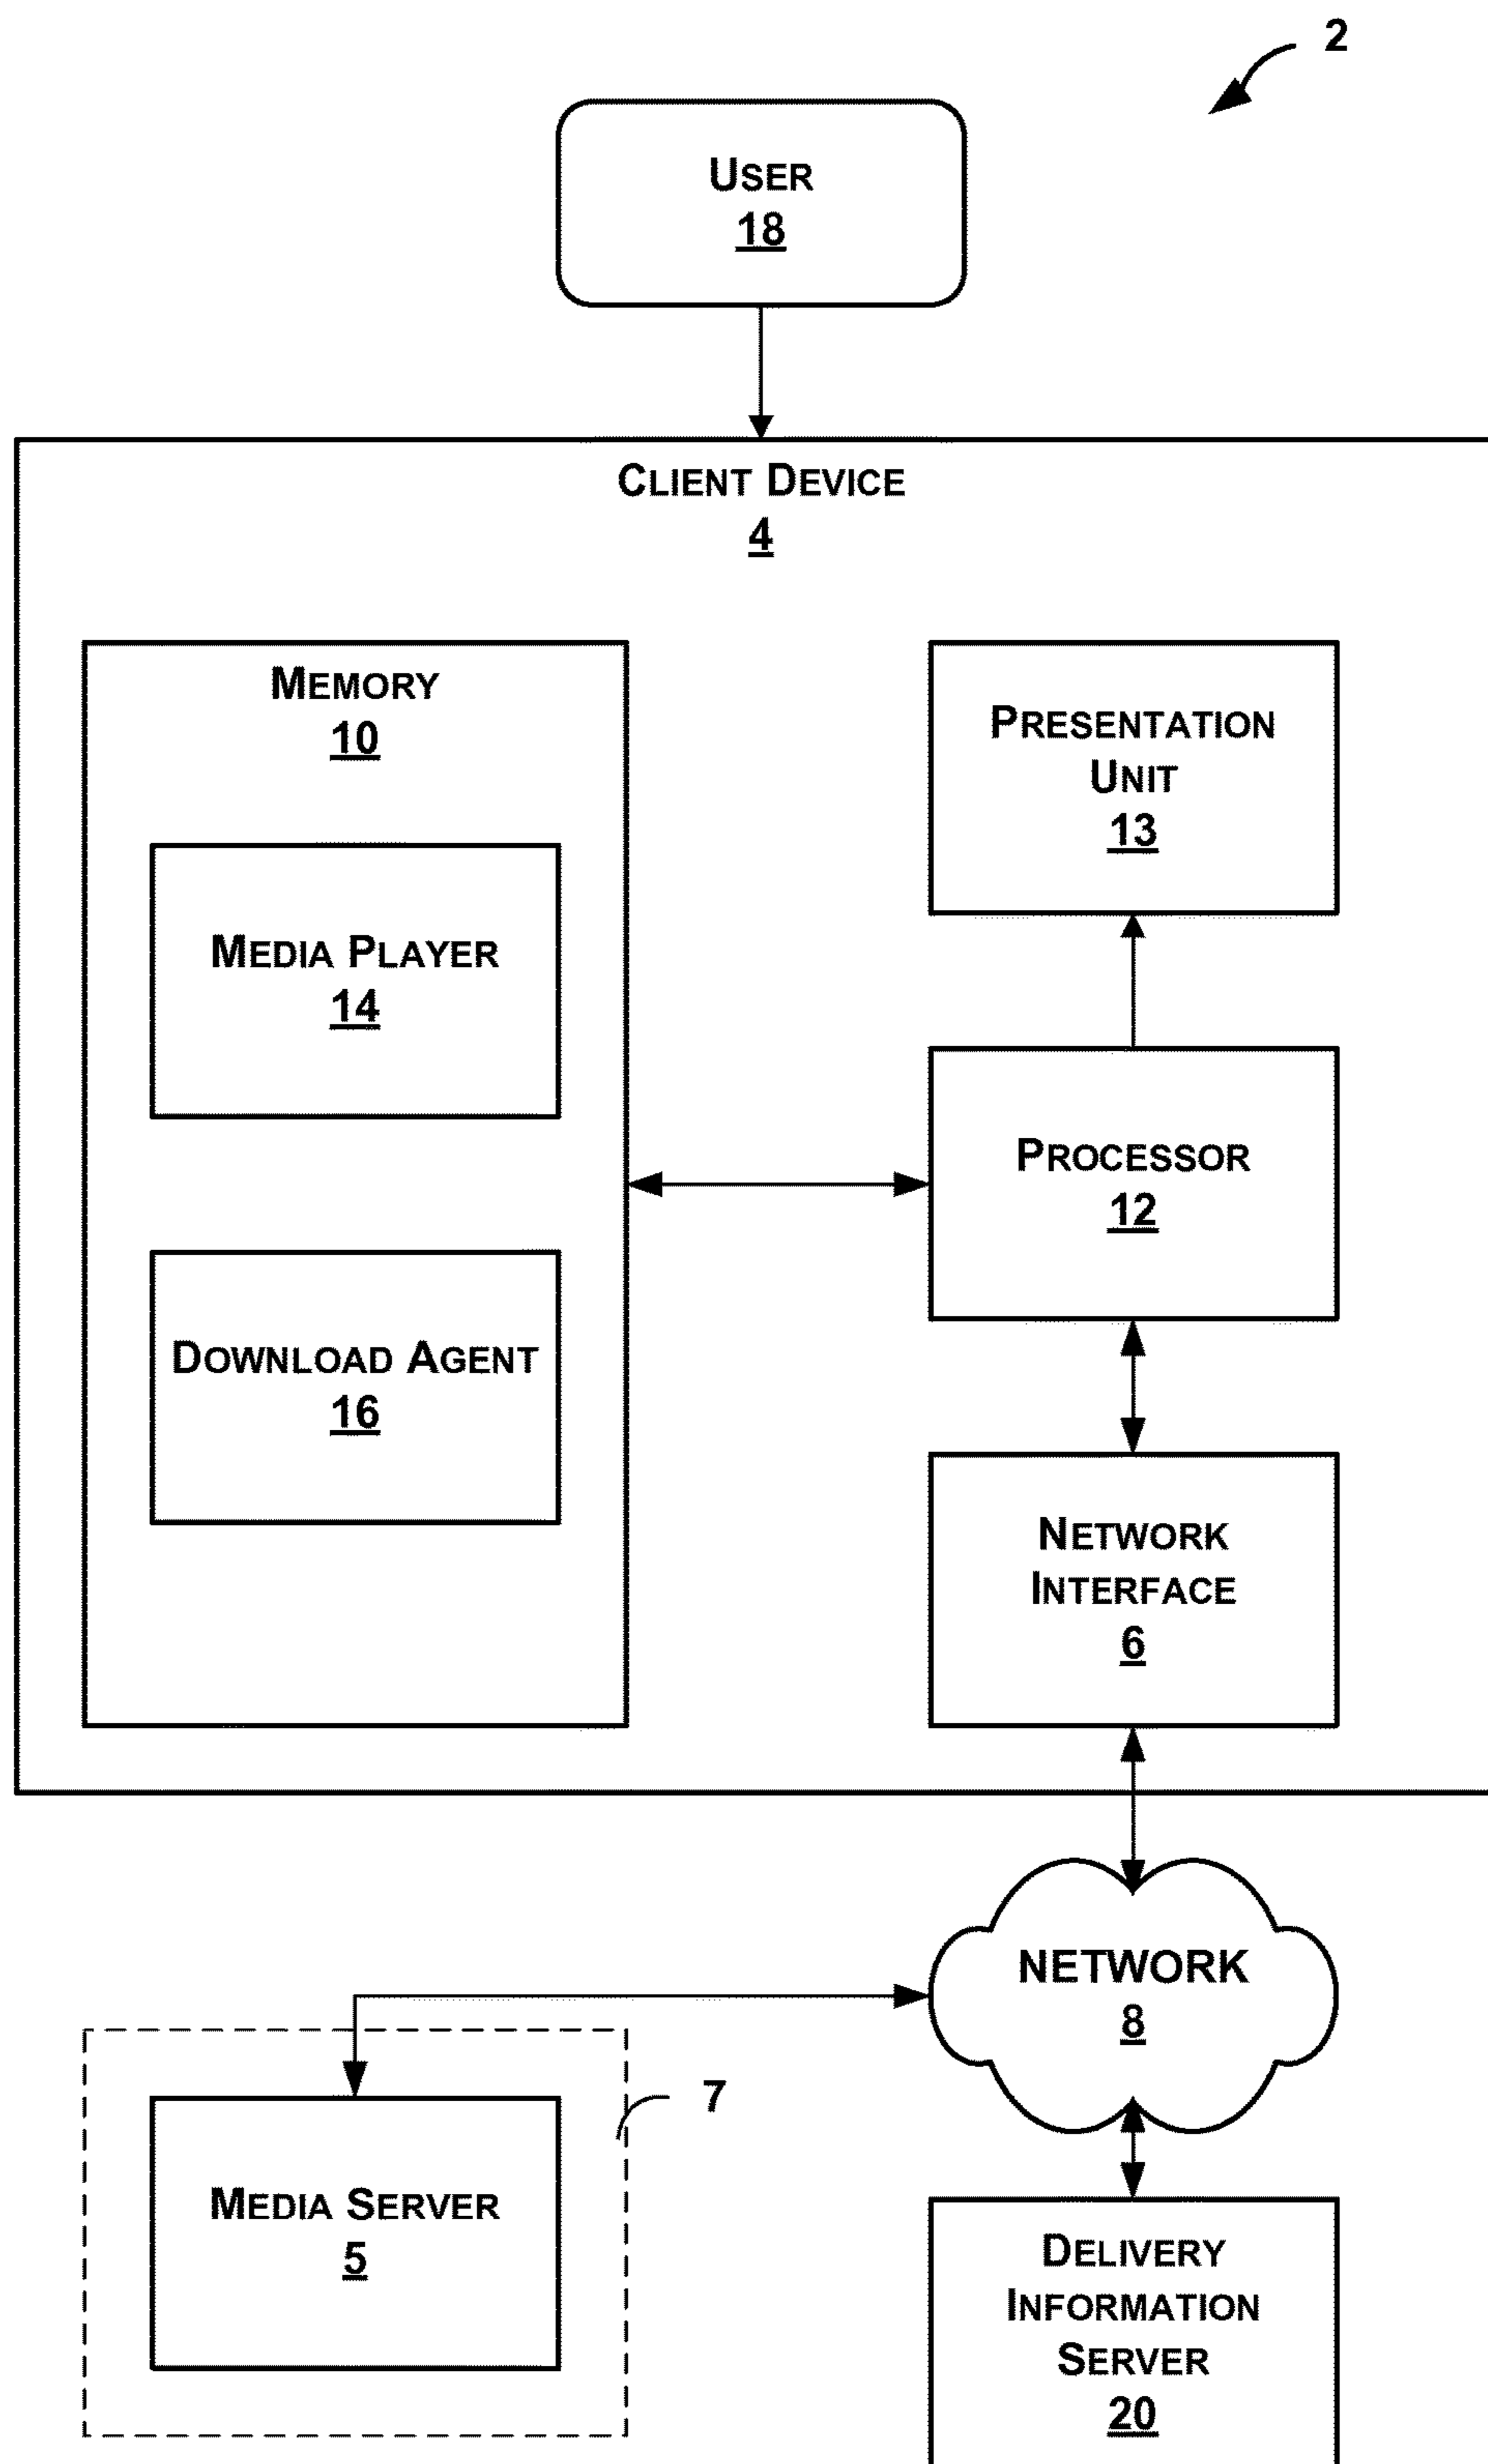 2
USER
18
CLIENT DEVICE
4
MEMORY
10
MEDIA PLAYER
14
DOWNLOAD AGENT
16
PRESENTATION
UNIT
13
PROCESSOR
12
NETWORK
INTERFACE
6
NETWORK
8
7
MEDIA SERVER
5
DELIVERY
INFORMATION
SERVER
20